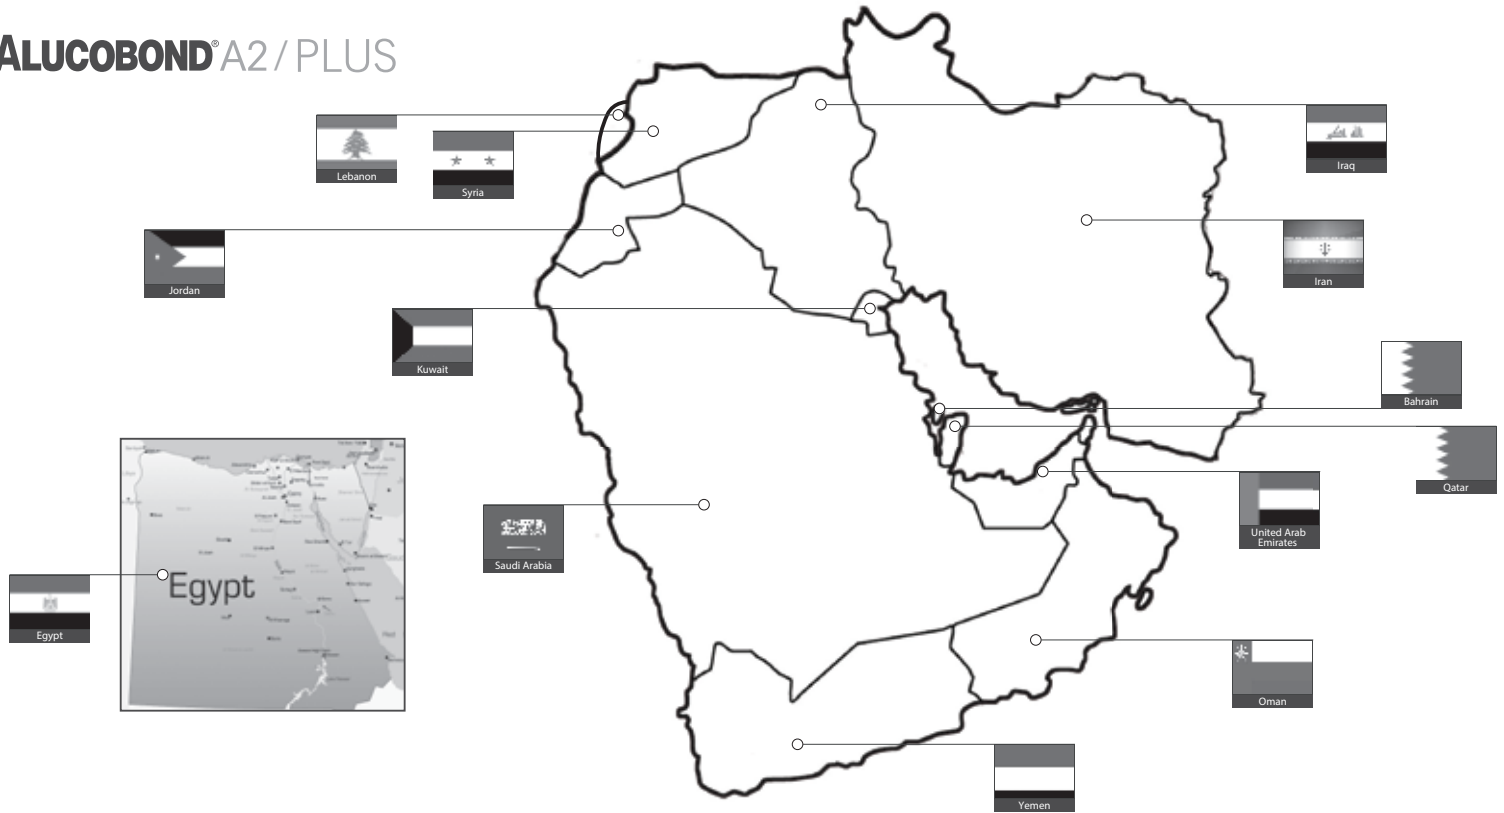 ALUCOBOND® A2 / PLUS
Lebanon
Syria
Iraq
Jordan
Iran
Kuwait
Bahrain
Qatar
Saudi Arabia
United Arab
Emirates
Egypt
Egypt
Oman
Yemen